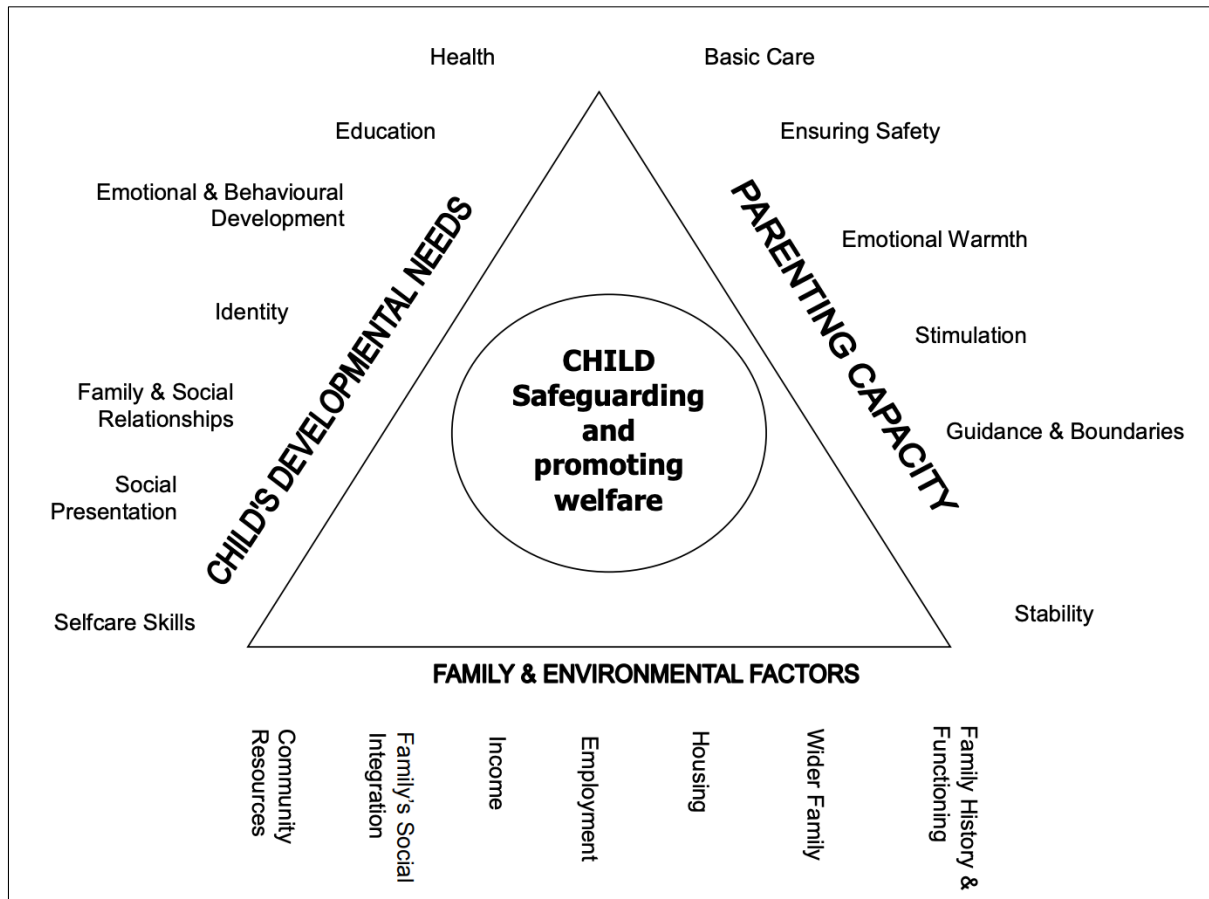 Health
Basic Care
Education
Ensuring Safety
Emotional & Behavioural
Development
Emotional Warmth
Identity
Stimulation
Family & Social
Relationships
Guidance & Boundaries
Social
Presentation
Selfcare Skills
Stability
CHILD'S DEVELOPMENTAL NEEDS
PARENTING CAPACITY
CHILD
Safeguarding
and
promoting
welfare
FAMILY & ENVIRONMENTAL FACTORS
Community
Resources
Family's Social
Integration
Income
Employment
Housing
Wider Family
Family History &
Functioning